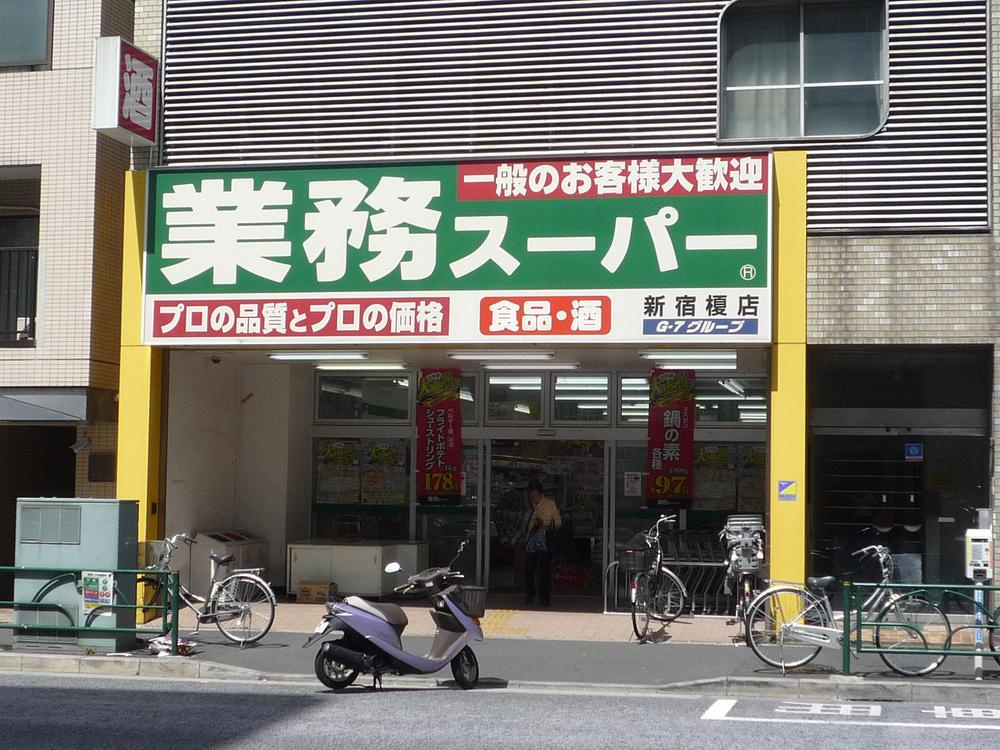 酒
一般のお客様大歓迎
業務スーパー
®
プロの品質とプロの価格
食品・酒
新宿榎店
G-7グループ
フライドポテト
シューストリング
1kg
178
鍋の素
各種
97